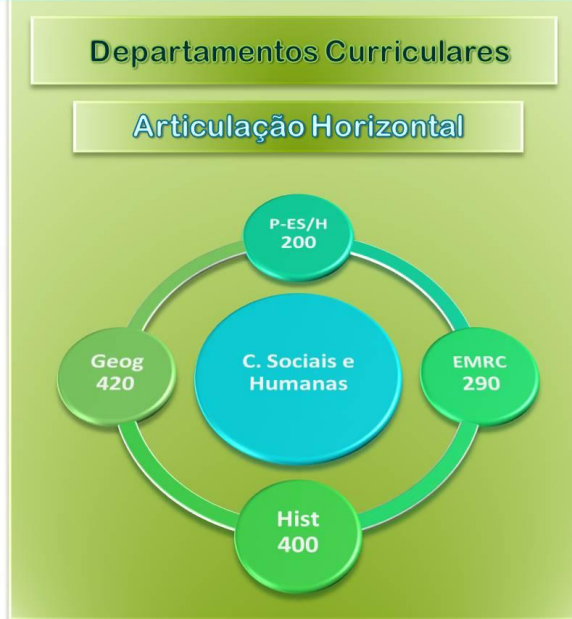 Departamentos Curriculares
Articulação Horizontal
P-ES/H
200
Geog
420
C. Sociais e
Humanas
EMRC
290
Hist
400